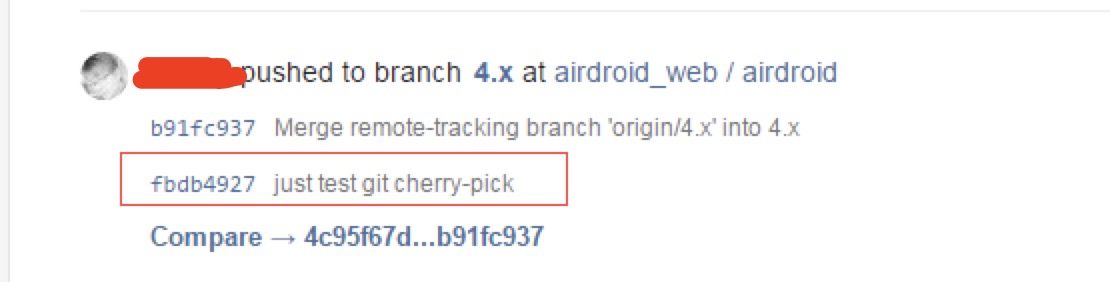 pushed to branch 4.x at airdroid_web / airdroid
b91fc937 Merge remote-tracking branch 'origin/4.x' into 4.x
fbdb4927 just test git cherry-pick
Compare → 4c95f67d...b91fc937